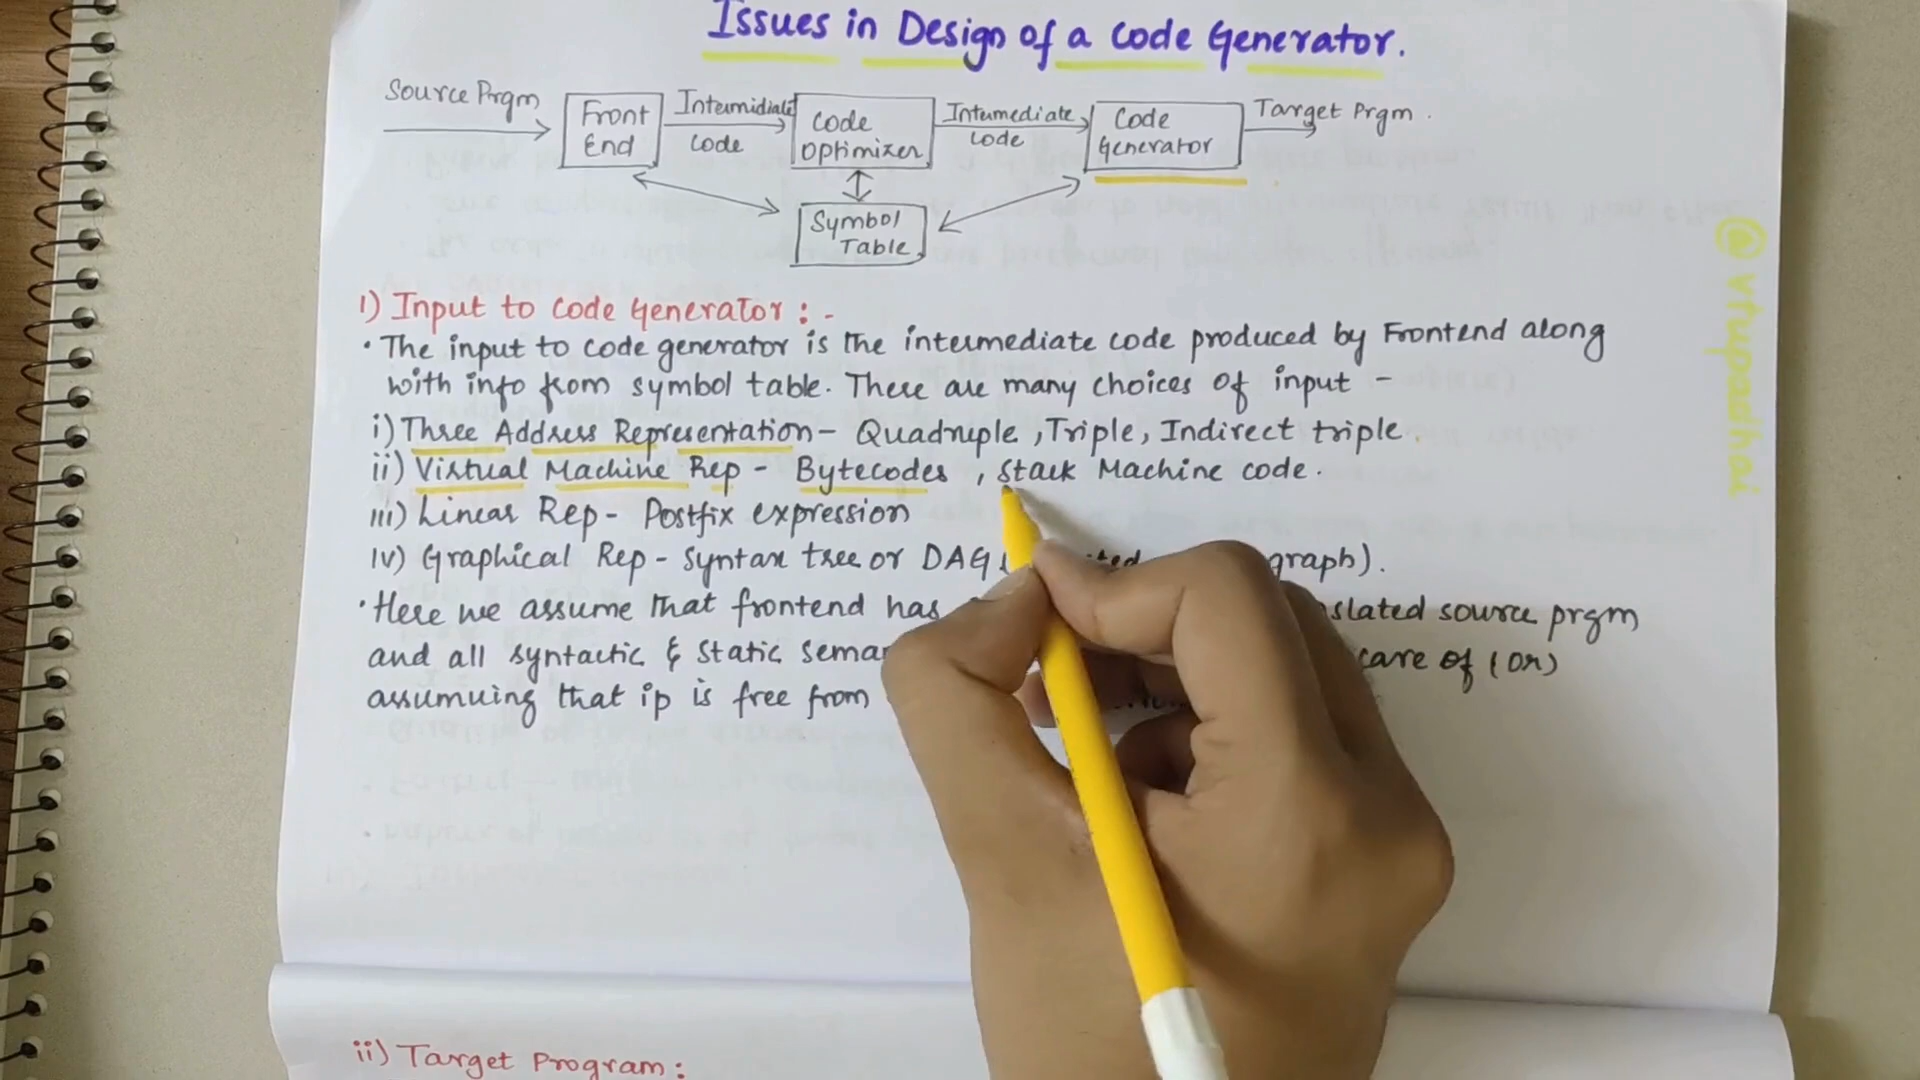 Issues in Design of a Code Generator.
Source Prgm
Front
End
Intermidiate
Code
Code
Optimizer
Intermediate
Code
Code
Generator
Target Prgm.
Symbol
Table
1) Input to Code Generator : -
• The input to code generator is the intermediate code produced by Frontend along
with info from symbol table. There are many choices of input -
i) Three Address Representation - Quadruple, Triple, Indirect triple.
ii) Virtual Machine Rep - Bytecodes, Stack Machine code.
iii) Linear Rep - Postfix expression
iv) Graphical Rep - Syntax tree or DAG graph).
• Here we assume that frontend has source prgm
and all syntactic & static care of (or)
assumuing that ip is free from
ii) Target Program:
@vtupadhai